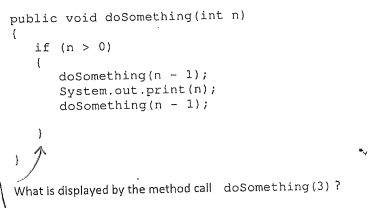 public void doSomething(int n)
{
if (n > 0)
{
doSomething(n - 1);
System.out.print(n);
doSomething(n - 1);
}
}
What is displayed by the method call doSomething(3) ?